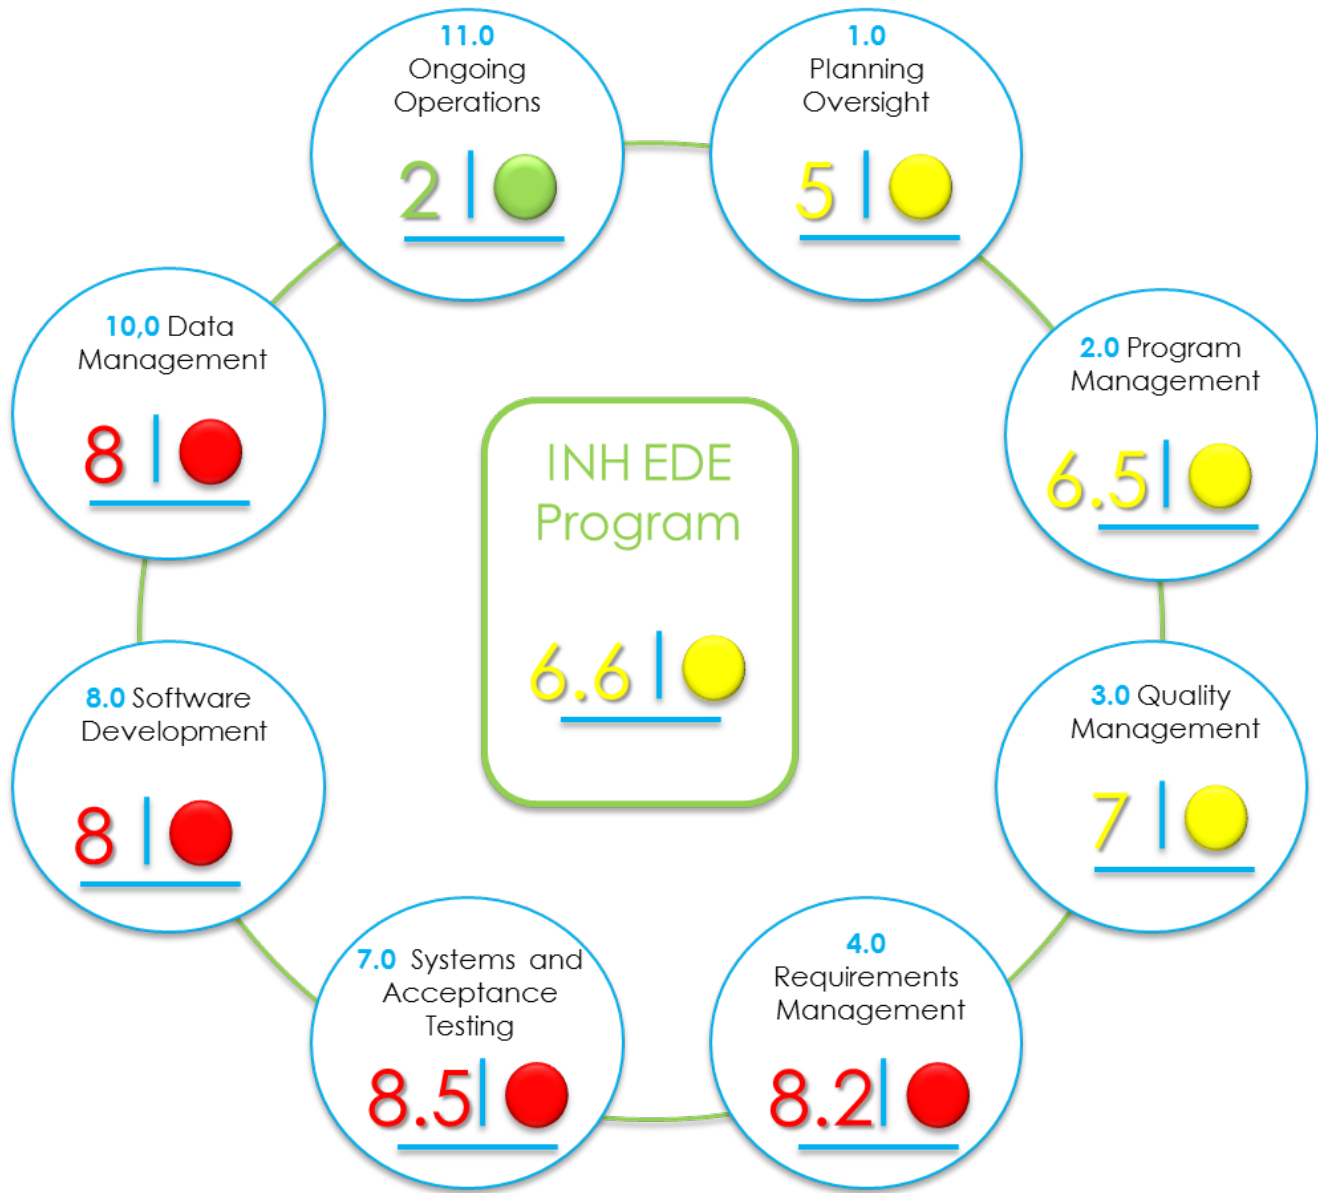 11.0
Ongoing
Operations
2
1.0
Planning
Oversight
5
2.0 Program
Management
6.5
3.0 Quality
Management
7
4.0
Requirements
Management
8.2
7.0 Systems and
Acceptance
Testing
8.5
8.0 Software
Development
8
10,0 Data
Management
8
INH EDE
Program
6.6